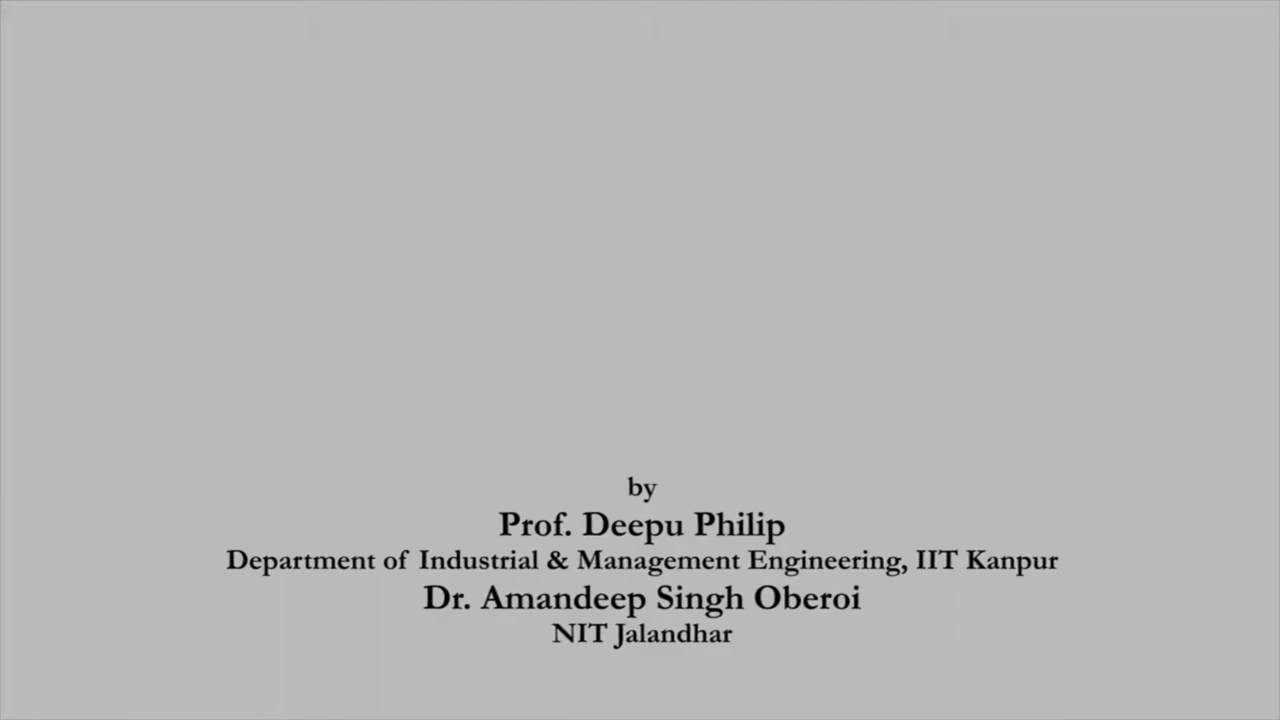 by
Prof. Deepu Philip
Department of Industrial & Management Engineering, IIT Kanpur
Dr. Amandeep Singh Oberoi
NIT Jalandhar